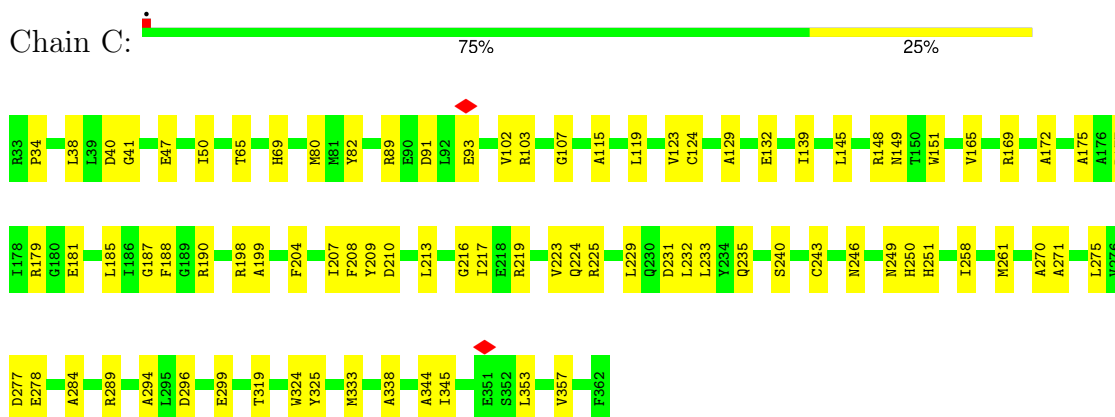 Chain C:
75% 25%
R33 P34 L38 L39 D40 G41 E47 I50 T65 H69 M80 M81 Y82 R89 E90 D91 L92 E93 V102 R103 G107 A115 L119 V123 C124 A129 E132 I139 L145 R148 N149 T150 W151 V165 R169 A172 A175 A176
I178 R179 G180 E181 L185 I186 G187 F188 G189 R190 R198 A199 F204 I207 F208 Y209 D210 L213 G216 I217 E218 R219 V223 Q224 R225 L229 Q230 D231 L232 L233 Y234 Q235 S240 C243 N246 N249 H250 H251 I258 M261 A270 A271 L275 V276
D277 E278 A284 R289 A294 L295 D296 E299 T319 W324 Y325 M333 A338 A344 I345 E351 S352 L353 V357 F362